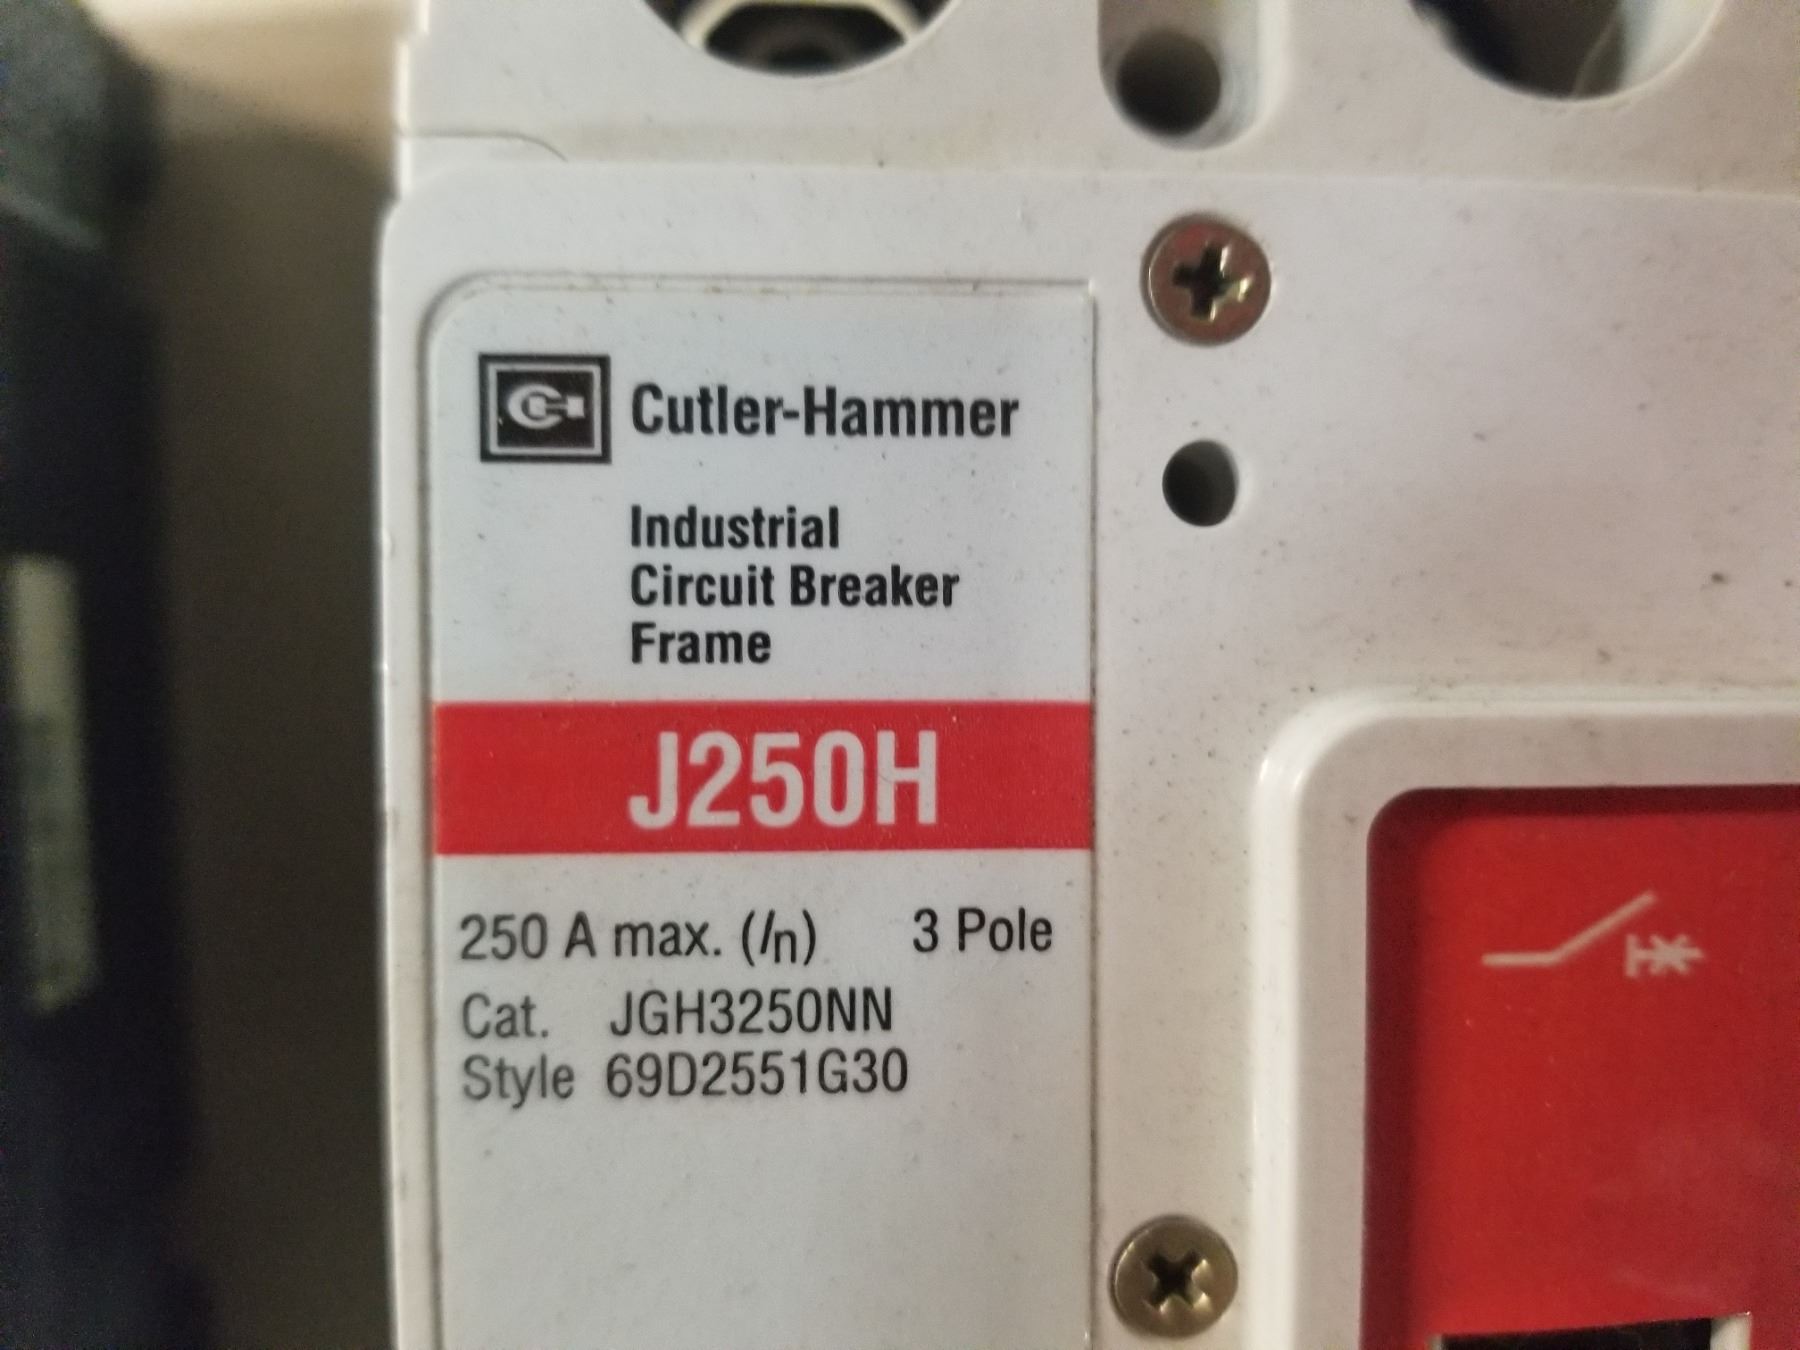 Cutler-Hammer
Industrial
Circuit Breaker
Frame
J250H
250 A max. (In) 3 Pole
Cat. JGH3250NN
Style 69D2551G30